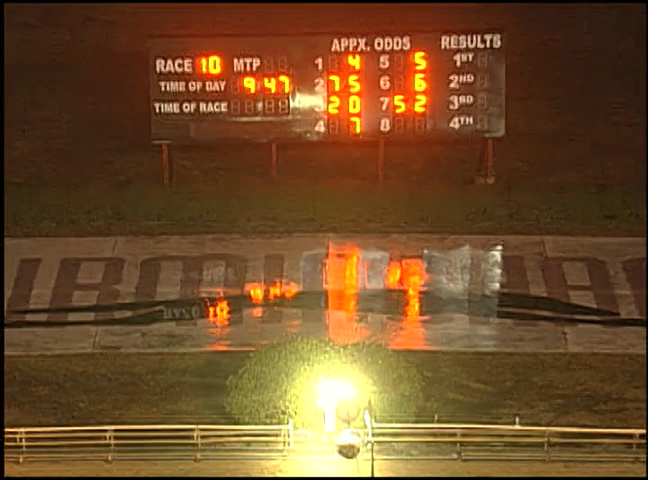 APPX. ODDS RESULTS
RACE 10 MTP 1 4 5 5 1ST
TIME OF DAY 9 47 2 75 6 6 2ND
TIME OF RACE 3 20 7 52 3RD
4 7 8 4TH